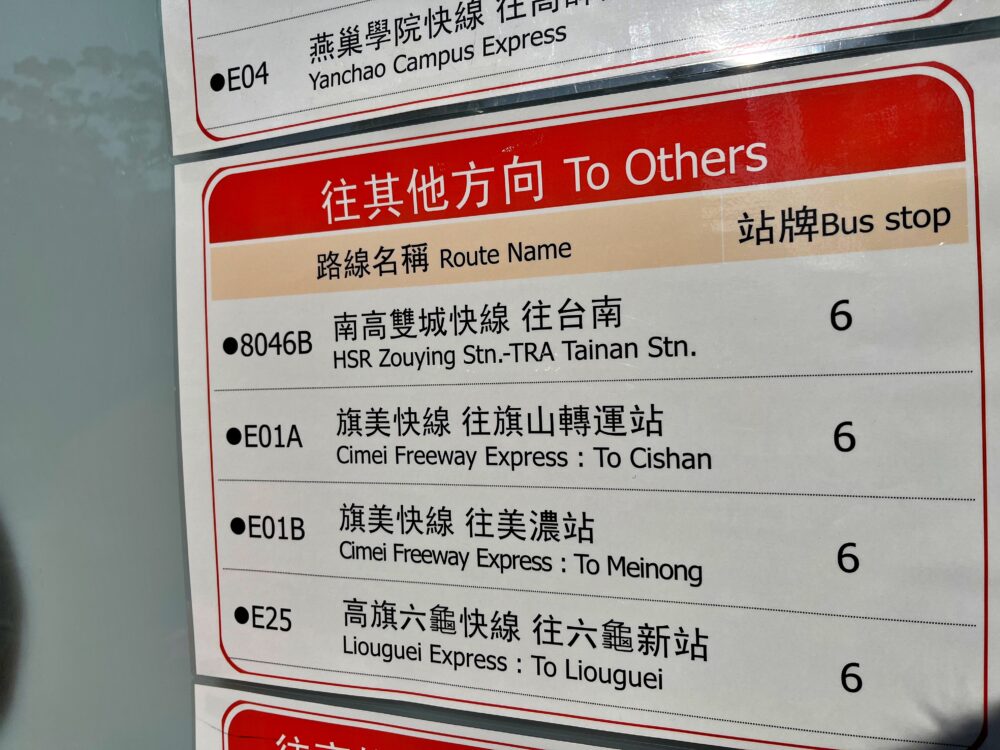 燕巢學院快線 往高
●E04
Yanchao Campus Express
往其他方向 To Others
路線名稱 Route Name
站牌Bus stop
●8046B
南高雙城快線 往台南
HSR Zouying Stn.-TRA Tainan Stn.
6
●E01A
旗美快線 往旗山轉運站
Cimei Freeway Express : To Cishan
6
●E01B
旗美快線 往美濃站
Cimei Freeway Express : To Meinong
6
●E25
高旗六龜快線 往六龜新站
Liouguei Express : To Liouguei
6
往